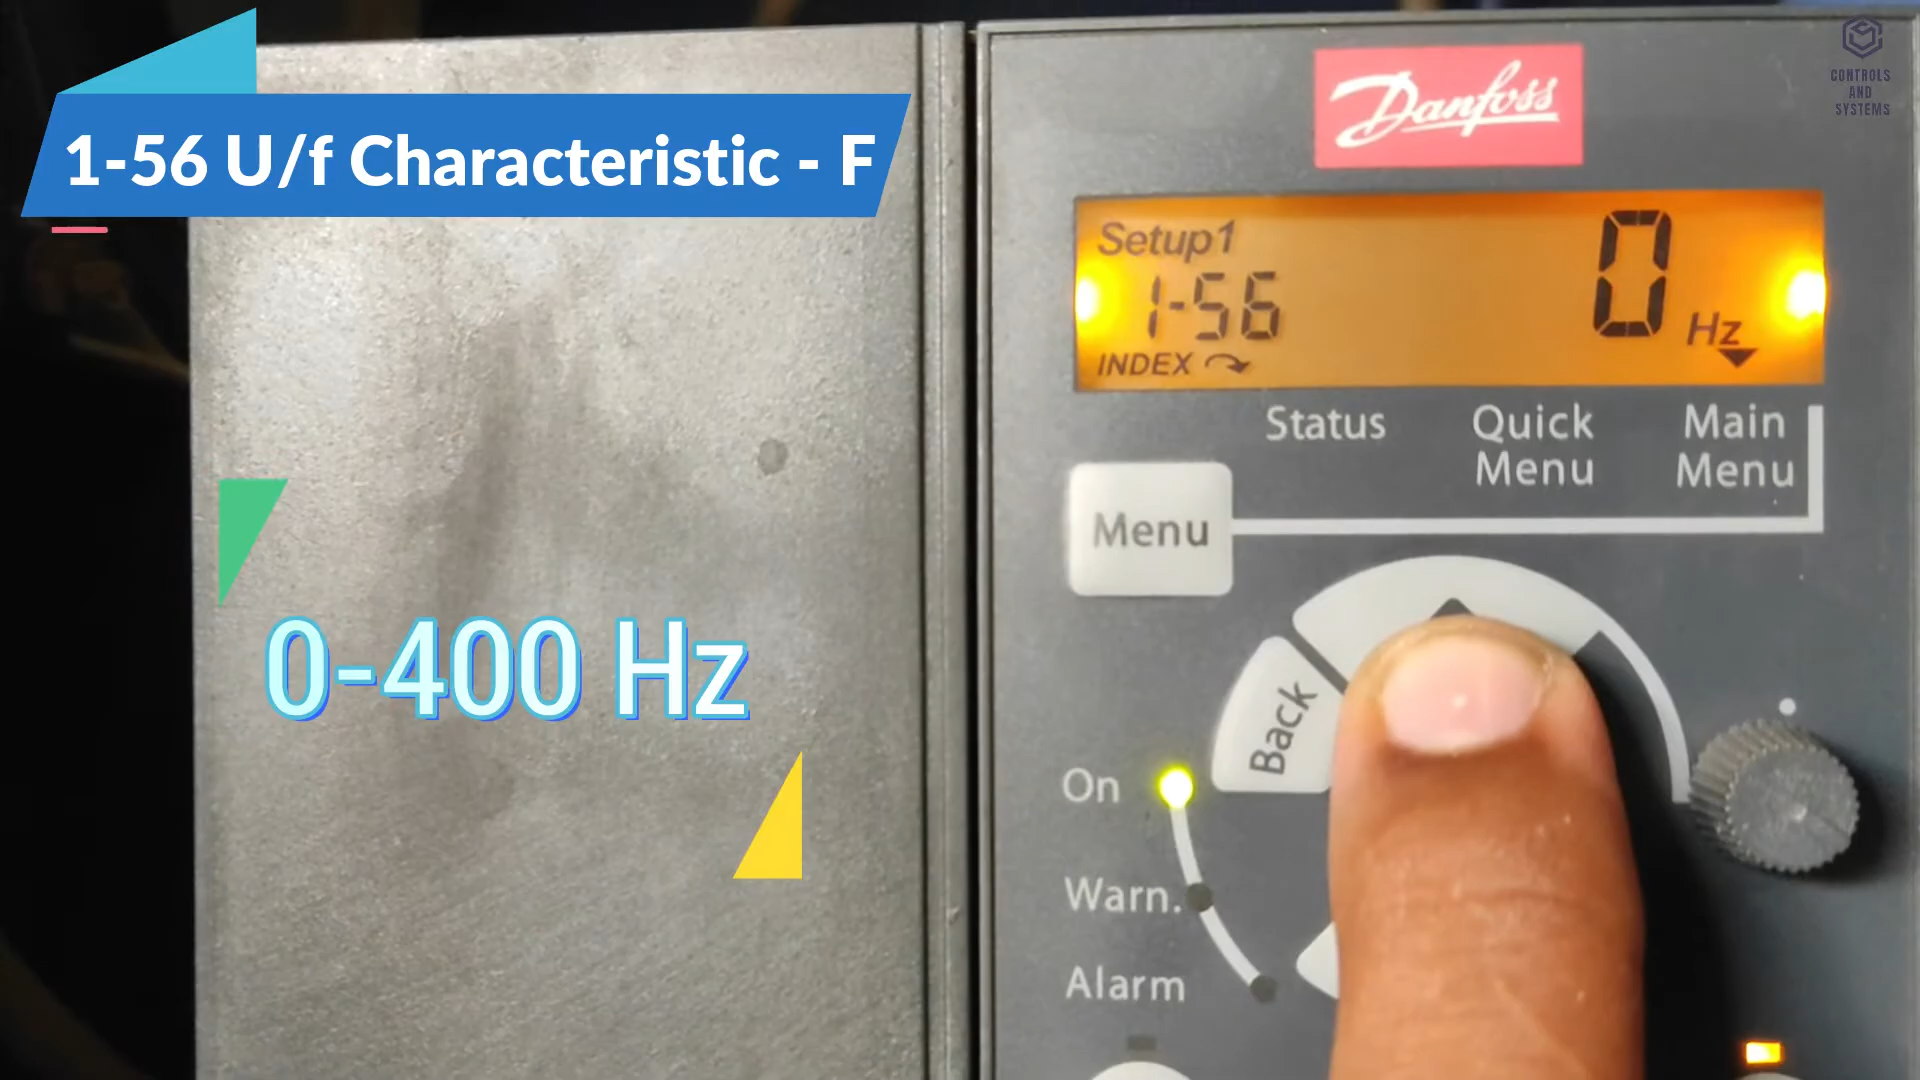 1-56 U/f Characteristic - F
CONTROLS
AND
SYSTEMS
Danfoss
Setup1
1-56
0
Hz
INDEX
Status
Quick
Menu
Main
Menu
Menu
0-400 Hz
Back
On
Warn.
Alarm